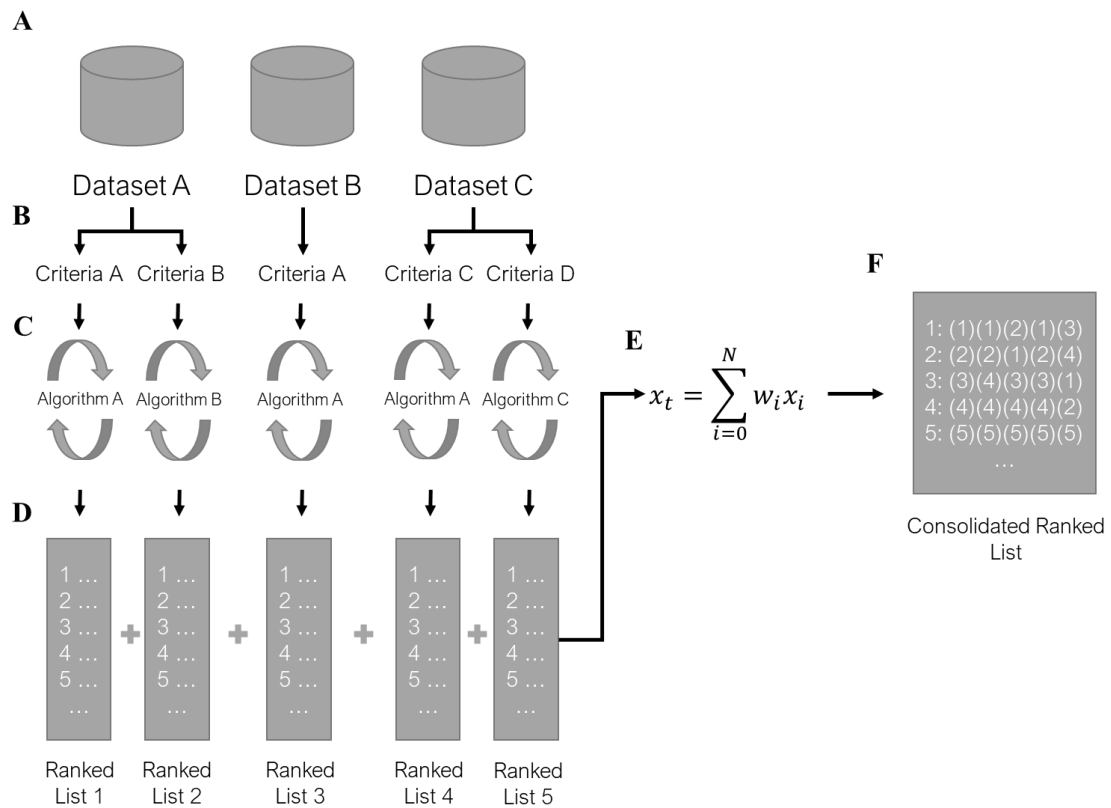 A
Dataset A
Dataset B
Dataset C
B
Criteria A
Criteria B
Criteria A
Criteria C
Criteria D
C
Algorithm A
Algorithm B
Algorithm A
Algorithm A
Algorithm C
D
1 ...
2 ...
3 ...
4 ...
5 ...
...
+
1 ...
2 ...
3 ...
4 ...
5 ...
...
+
1 ...
2 ...
3 ...
4 ...
5 ...
...
+
1 ...
2 ...
3 ...
4 ...
5 ...
...
+
1 ...
2 ...
3 ...
4 ...
5 ...
...
Ranked
List 1
Ranked
List 2
Ranked
List 3
Ranked
List 4
Ranked
List 5
E
x_t = ∑_{i=0}^{N} w_i x_i
F
1: (1)(1)(2)(1)(3)
2: (2)(2)(1)(2)(4)
3: (3)(4)(3)(3)(1)
4: (4)(4)(4)(4)(2)
5: (5)(5)(5)(5)(5)
...
Consolidated Ranked
List